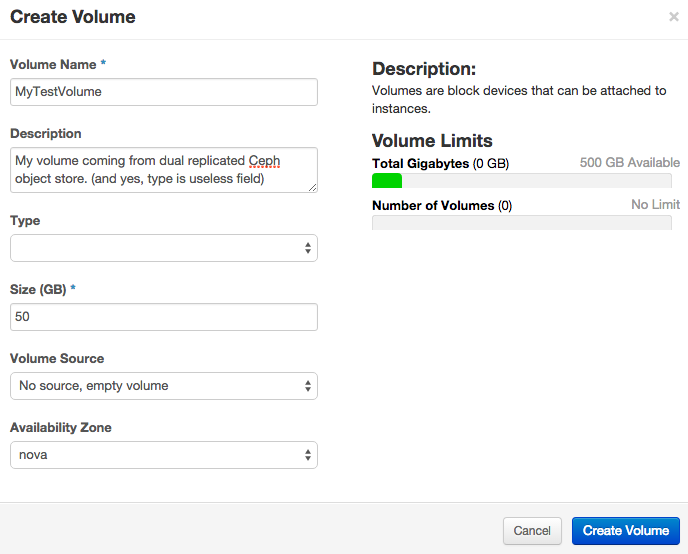 Create Volume
×
Volume Name *
MyTestVolume
Description
My volume coming from dual replicated Ceph
object store. (and yes, type is useless field)
Type
Size (GB) *
50
Volume Source
No source, empty volume
Availability Zone
nova
Description:
Volumes are block devices that can be attached to
instances.
Volume Limits
Total Gigabytes (0 GB) 500 GB Available
Number of Volumes (0) No Limit
Cancel
Create Volume